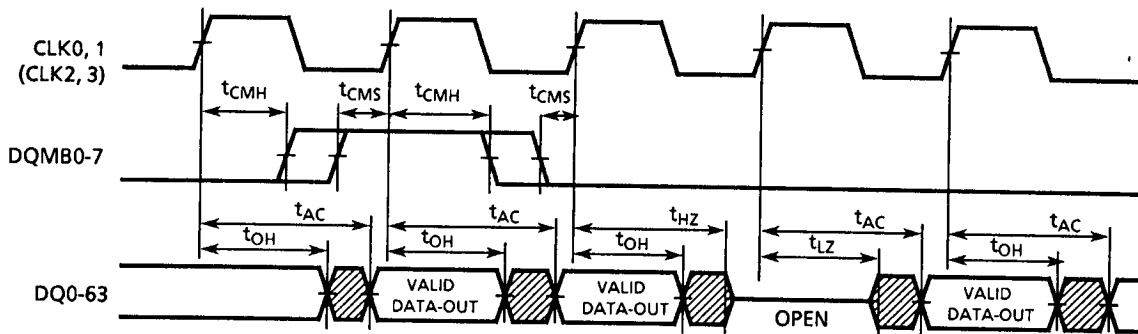 CLK0, 1
(CLK2, 3)
tCMH tCMS tCMH tCMS
DQMB0-7
tAC tAC tHZ tAC tAC
tOH tOH tOH tLZ tOH
DQ0-63
VALID DATA-OUT
VALID DATA-OUT
OPEN
VALID DATA-OUT